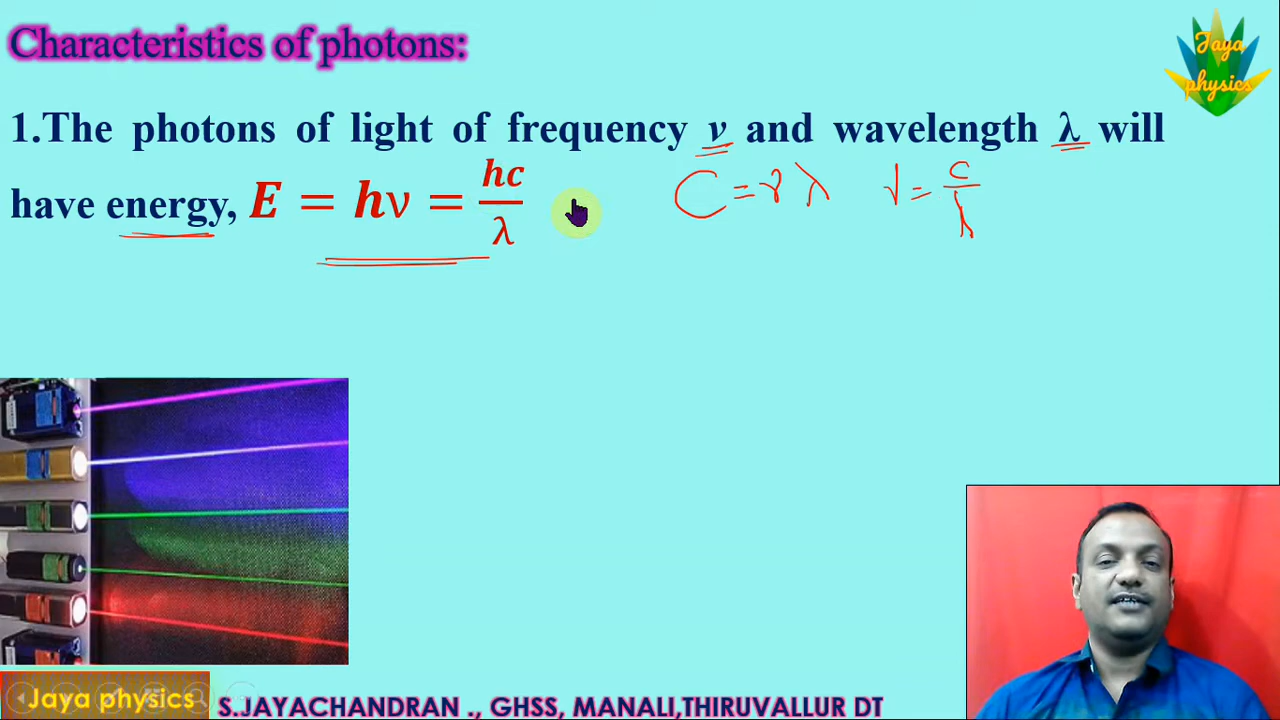 Characteristics of photons:
Jaya
physics
1.The photons of light of frequency ν and wavelength λ will
have energy, E = hν = hc/λ
C = ν λ ν = c/λ
Jaya physics
S.JAYACHANDRAN ., GHSS, MANALI,THIRUVALLUR DT